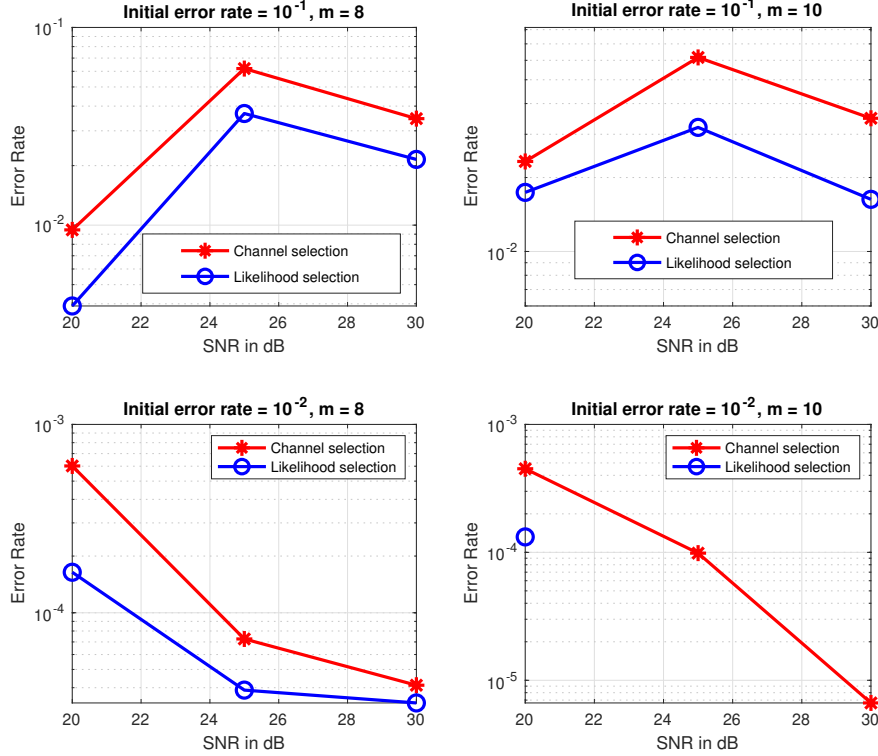 Initial error rate = 10^-1, m = 8
10^-1
10^-2
Error Rate
Channel selection
Likelihood selection
20 22 24 26 28 30
SNR in dB
Initial error rate = 10^-1, m = 10
10^-2
Error Rate
Channel selection
Likelihood selection
20 22 24 26 28 30
SNR in dB
Initial error rate = 10^-2, m = 8
10^-3
10^-4
Error Rate
Channel selection
Likelihood selection
20 22 24 26 28 30
SNR in dB
Initial error rate = 10^-2, m = 10
10^-3
10^-4
10^-5
Error Rate
Channel selection
Likelihood selection
20 22 24 26 28 30
SNR in dB